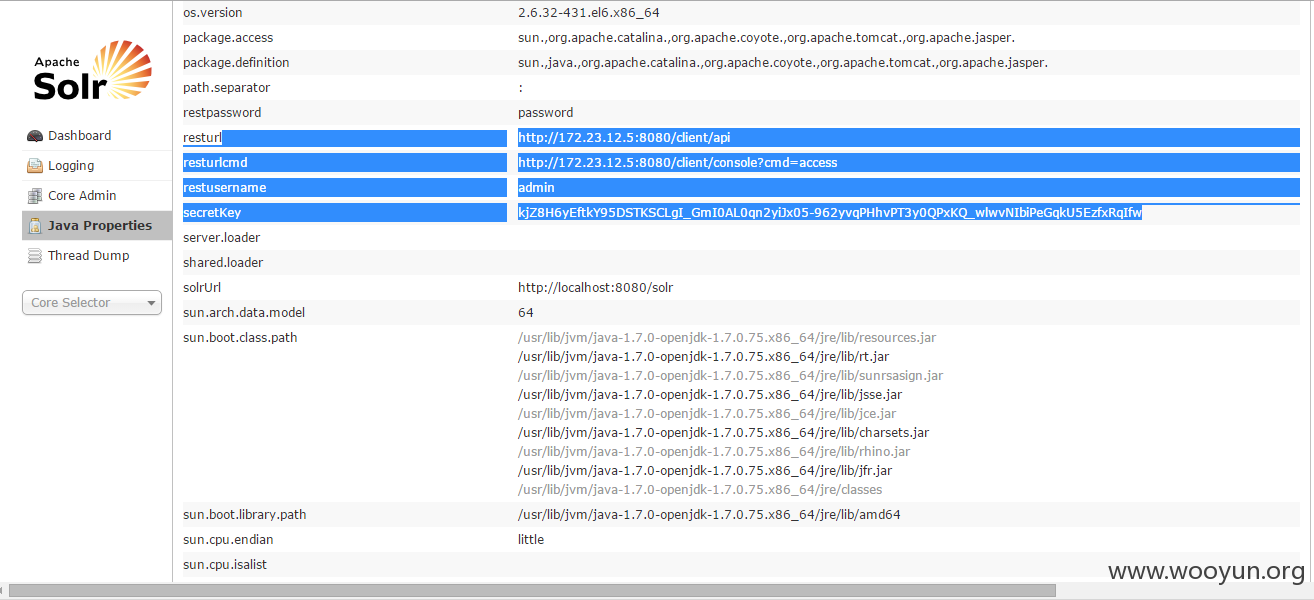 os.version 2.6.32-431.el6.x86_64
package.access sun.,org.apache.catalina.,org.apache.coyote.,org.apache.tomcat.,org.apache.jasper.
package.definition sun.,java.,org.apache.catalina.,org.apache.coyote.,org.apache.tomcat.,org.apache.jasper.
path.separator :
restpassword password
resturl http://172.23.12.5:8080/client/api
resturlcmd http://172.23.12.5:8080/client/console?cmd=access
restusername admin
secretKey kjZ8H6yEftkY95DSTKSCLgI_GmI0AL0qn2yiJx05-962yvqPHhvPT3y0QPxKQ_wlwvNIbiPeGqkU5EzfxRqIfw
server.loader
shared.loader
solrUrl http://localhost:8080/solr
sun.arch.data.model 64
sun.boot.class.path /usr/lib/jvm/java-1.7.0-openjdk-1.7.0.75.x86_64/jre/lib/resources.jar
/usr/lib/jvm/java-1.7.0-openjdk-1.7.0.75.x86_64/jre/lib/rt.jar
/usr/lib/jvm/java-1.7.0-openjdk-1.7.0.75.x86_64/jre/lib/sunrsasign.jar
/usr/lib/jvm/java-1.7.0-openjdk-1.7.0.75.x86_64/jre/lib/jsse.jar
/usr/lib/jvm/java-1.7.0-openjdk-1.7.0.75.x86_64/jre/lib/jce.jar
/usr/lib/jvm/java-1.7.0-openjdk-1.7.0.75.x86_64/jre/lib/charsets.jar
/usr/lib/jvm/java-1.7.0-openjdk-1.7.0.75.x86_64/jre/lib/rhino.jar
/usr/lib/jvm/java-1.7.0-openjdk-1.7.0.75.x86_64/jre/lib/jfr.jar
/usr/lib/jvm/java-1.7.0-openjdk-1.7.0.75.x86_64/jre/classes
sun.boot.library.path /usr/lib/jvm/java-1.7.0-openjdk-1.7.0.75.x86_64/jre/lib/amd64
sun.cpu.endian little
sun.cpu.isalist
Apache
Solr
Dashboard
Logging
Core Admin
Java Properties
Thread Dump
Core Selector
www.wooyun.org